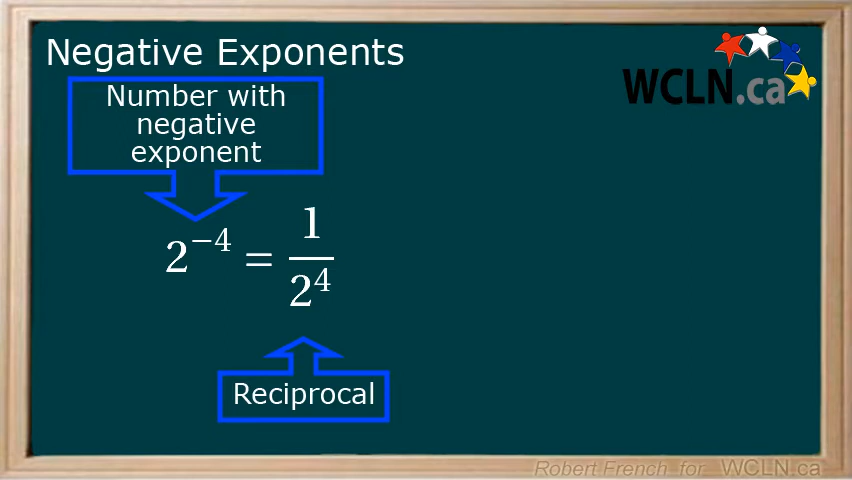 Negative Exponents
WCLN.ca
Number with
negative
exponent
2⁻⁴ = 1/2⁴
Reciprocal
Robert French for WCLN.ca